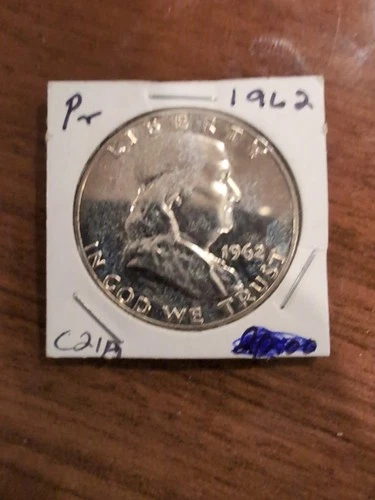 Pr 1962
LIBERTY
1962
IN GOD WE TRUST
C21B